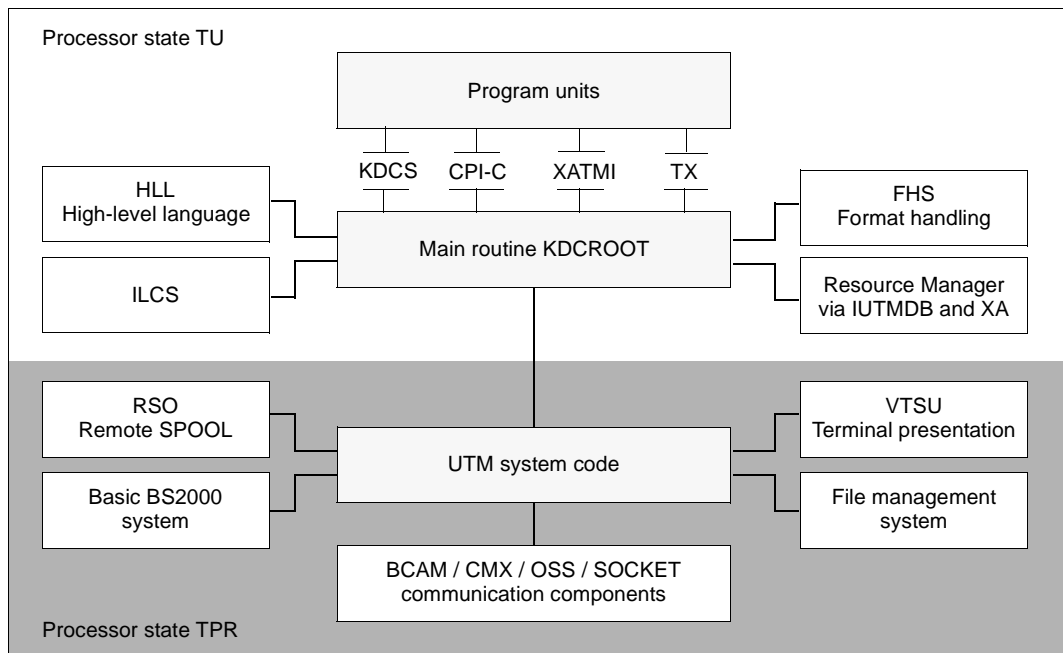 Processor state TU
Program units
KDCS CPI-C XATMI TX
HLL
High-level language
FHS
Format handling
Main routine KDCROOT
ILCS
Resource Manager
via IUTMDB and XA
RSO
Remote SPOOL
VTSU
Terminal presentation
UTM system code
Basic BS2000
system
File management
system
BCAM / CMX / OSS / SOCKET
communication components
Processor state TPR